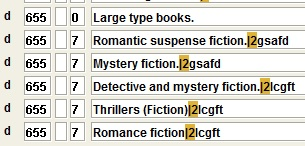 d 655 0 Large type books.
d 655 7 Romantic suspense fiction.|2gsafd
d 655 7 Mystery fiction.|2gsafd
d 655 7 Detective and mystery fiction.|2lcgft
d 655 7 Thrillers (Fiction)|2lcgft
d 655 7 Romance fiction|2lcgft